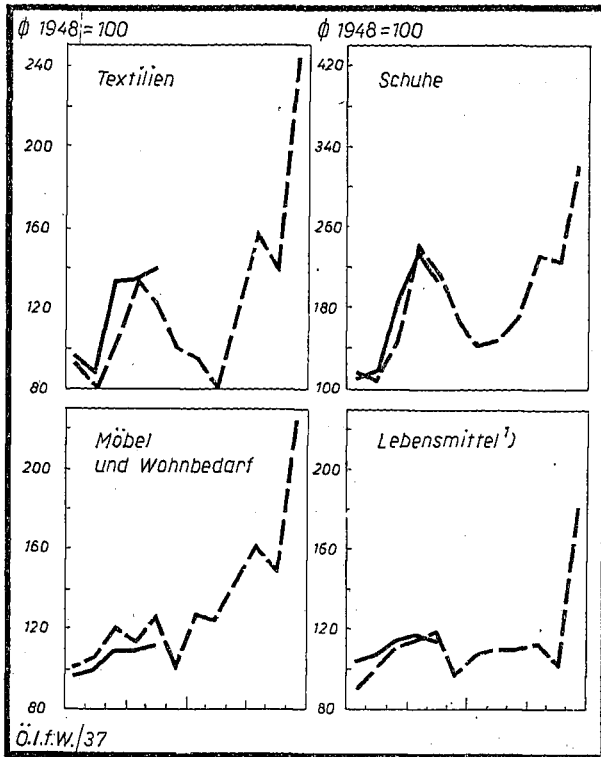 ϕ 1948=100 ϕ 1948=100
240 Textilien 420 Schuhe
200 340
160 260
120 180
80 100
200 Möbel und Wohnbedarf 200 Lebensmittel¹)
160 160
120 120
80 80
Ö.I.f.W./37